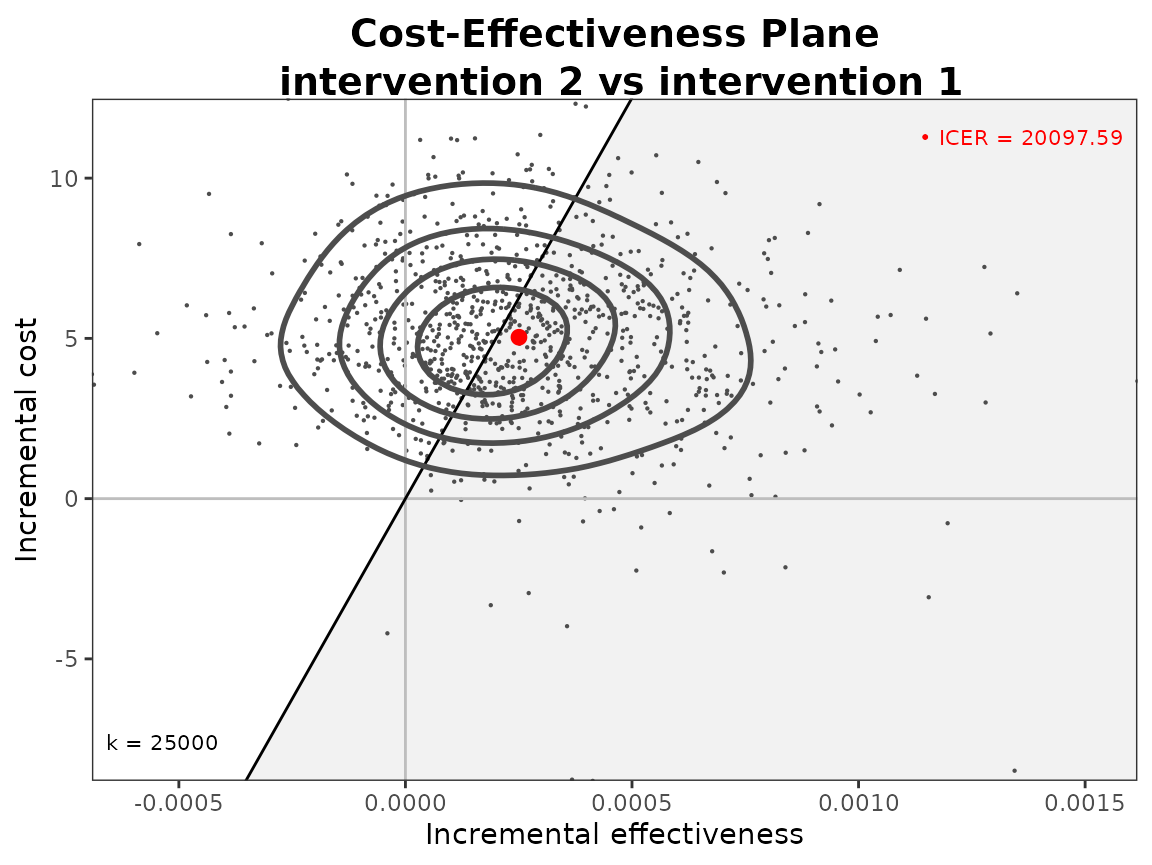 Cost-Effectiveness Plane
intervention 2 vs intervention 1
• ICER = 20097.59
10
5
0
-5
Incremental cost
k = 25000
-0.0005 0.0000 0.0005 0.0010 0.0015
Incremental effectiveness